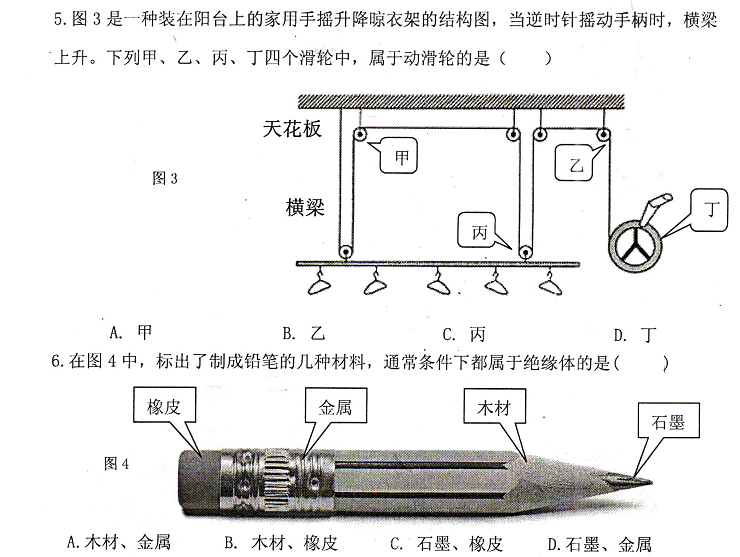 5.图3是一种装在阳台上的家用手摇升降晾衣架的结构图，当逆时针摇动手柄时，横梁
上升。下列甲、乙、丙、丁四个滑轮中，属于动滑轮的是（ ）
天花板
甲
乙
图3
横梁
丙
丁
A. 甲 B. 乙 C. 丙 D. 丁
6.在图4中，标出了制成铅笔的几种材料，通常条件下都属于绝缘体的是( )
橡皮 金属 木材 石墨
图4
A.木材、金属 B. 木材、橡皮 C. 石墨、橡皮 D.石墨、金属